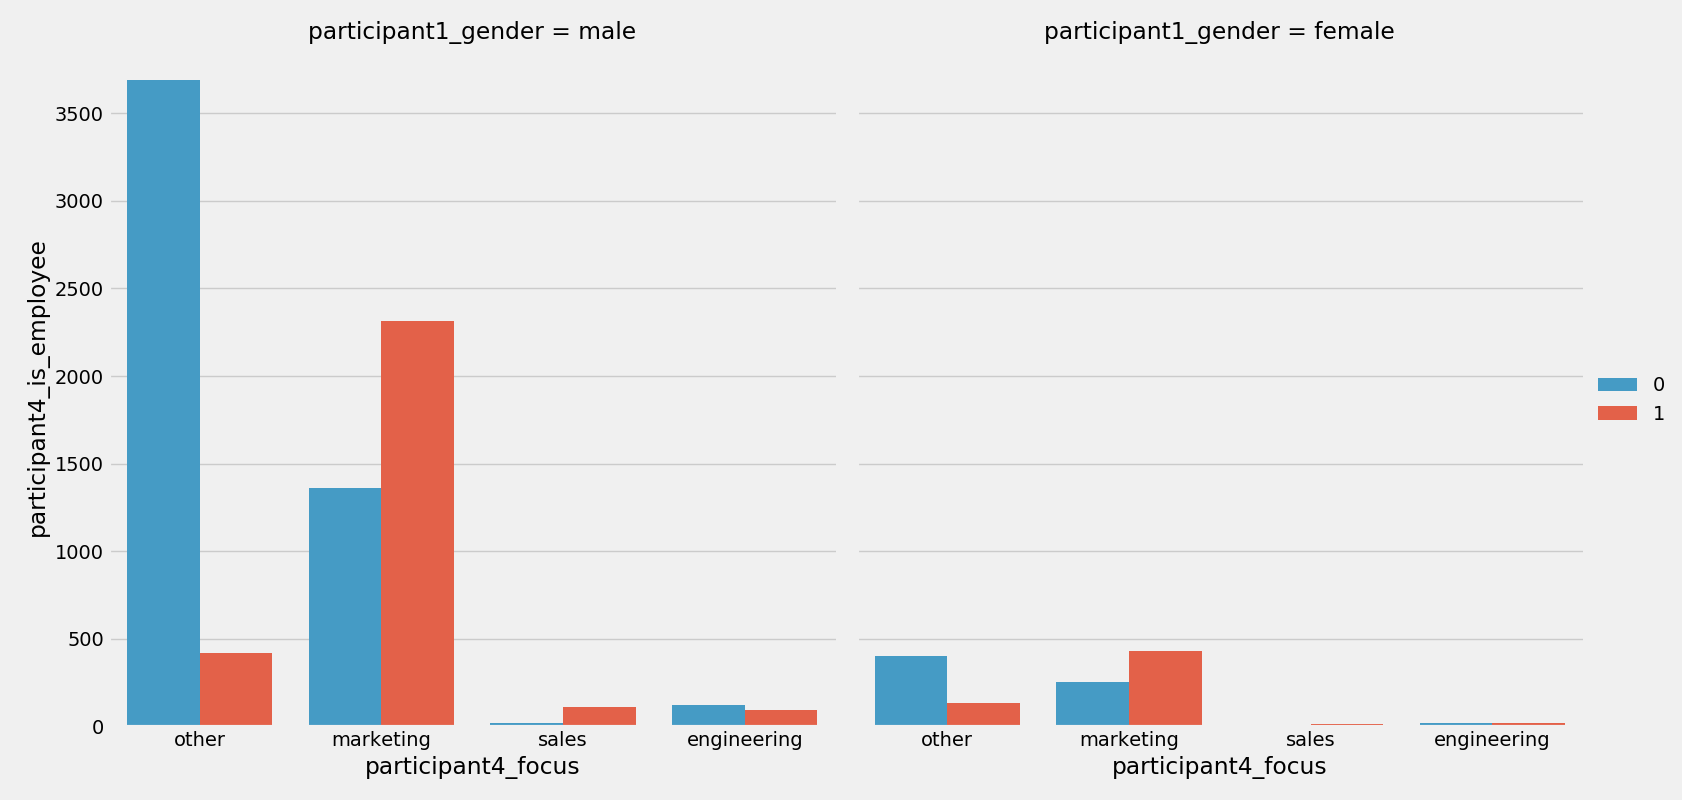 participant1_gender = male
participant1_gender = female
participant4_is_employee
3500
3000
2500
2000
1500
1000
500
0
other marketing sales engineering
participant4_focus
other marketing sales engineering
participant4_focus
0
1